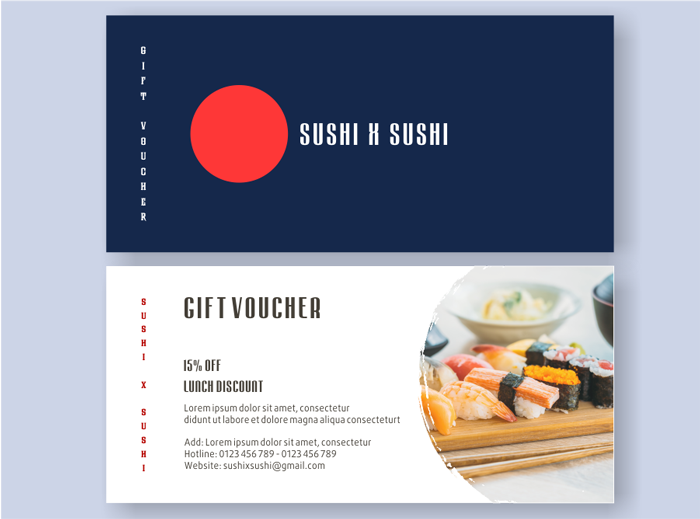 GIFT VOUCHER
SUSHI X SUSHI
SUSHI X SUSHI
GIFT VOUCHER
15% OFF
LUNCH DISCOUNT
Lorem ipsum dolor sit amet, consectetur
didunt ut labore et dolore magna aliqua consecteturt
Add: Lorem ipsum dolor sit amet, consectetur
Hotline: 0123 456 789 - 0123 456 789
Website: sushixsushi@gmail.com